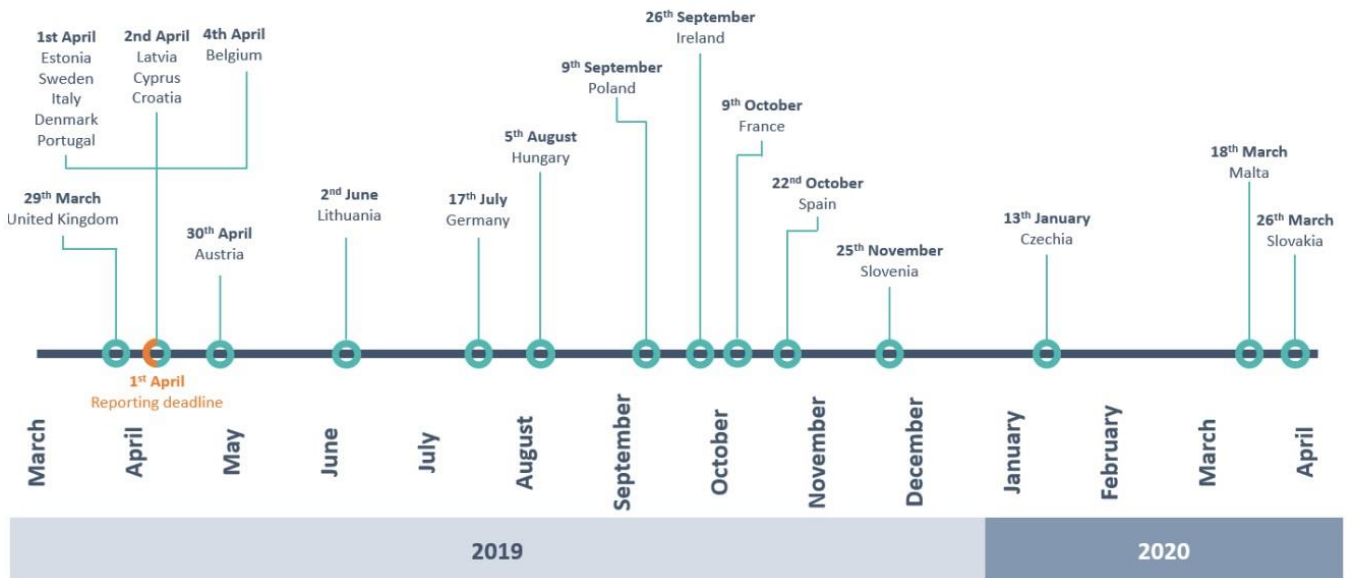 1st April
Estonia
Sweden
Italy
Denmark
Portugal
2nd April
Latvia
Cyprus
Croatia
4th April
Belgium
29th March
United Kingdom
30th April
Austria
2nd June
Lithuania
17th July
Germany
5th August
Hungary
9th September
Poland
26th September
Ireland
9th October
France
22nd October
Spain
25th November
Slovenia
13th January
Czechia
18th March
Malta
26th March
Slovakia
1st April
Reporting deadline
March
April
May
June
July
August
September
October
November
December
January
February
March
April
2019
2020